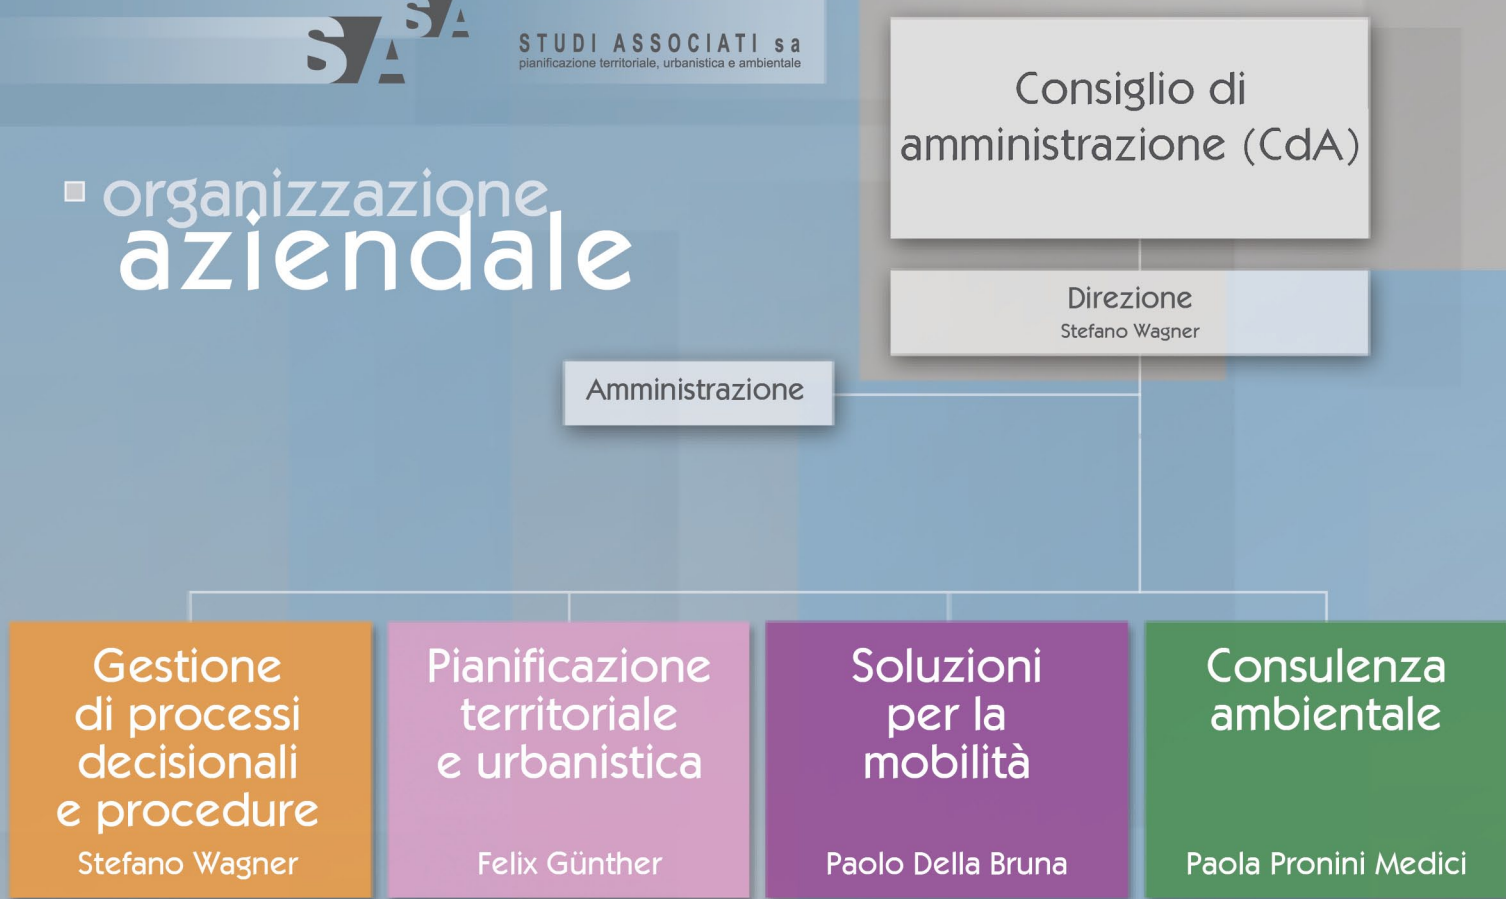 SASA
STUDI ASSOCIATI sa
pianificazione territoriale, urbanistica e ambientale
organizzazione
aziendale
Consiglio di
amministrazione (CdA)
Direzione
Stefano Wagner
Amministrazione
Gestione
di processi
decisionali
e procedure
Stefano Wagner
Pianificazione
territoriale
e urbanistica
Felix Günther
Soluzioni
per la
mobilità
Paolo Della Bruna
Consulenza
ambientale
Paola Pronini Medici